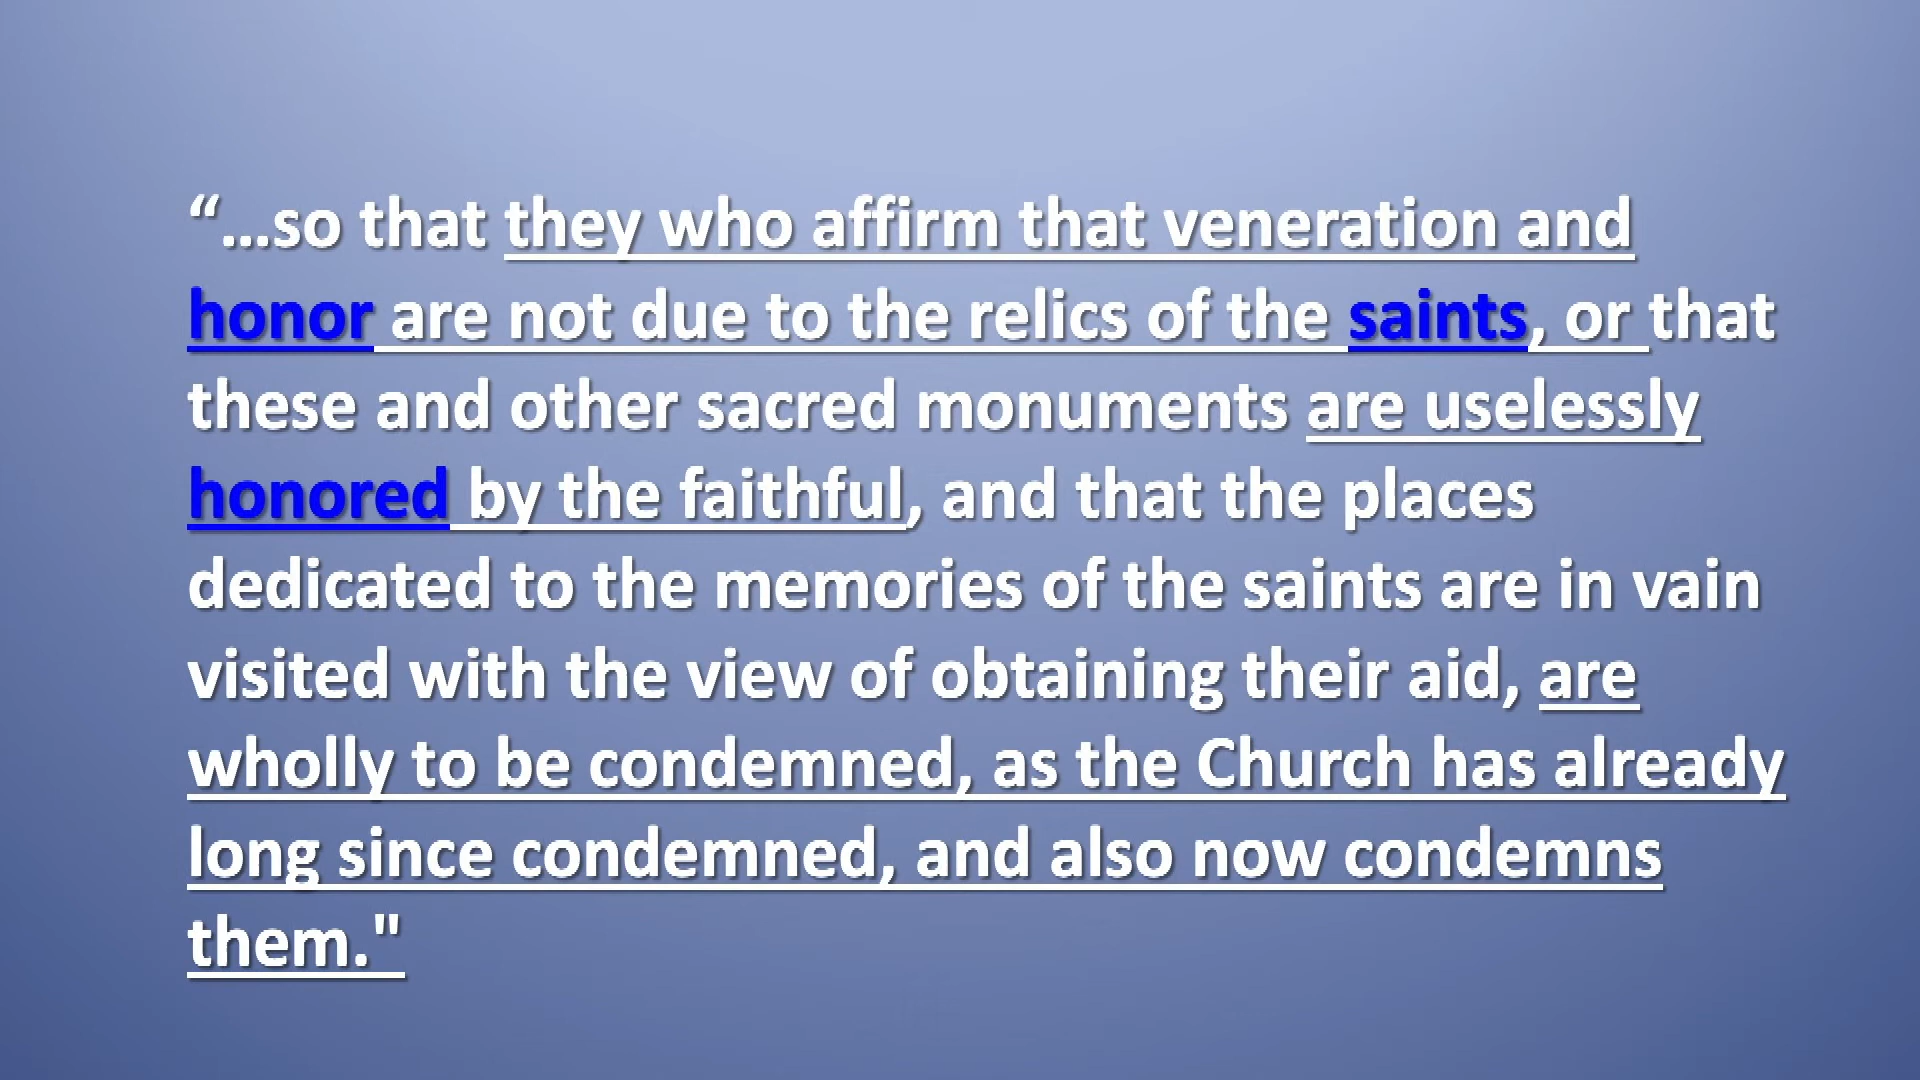 “...so that they who affirm that veneration and
honor are not due to the relics of the saints, or that
these and other sacred monuments are uselessly
honored by the faithful, and that the places
dedicated to the memories of the saints are in vain
visited with the view of obtaining their aid, are
wholly to be condemned, as the Church has already
long since condemned, and also now condemns
them."